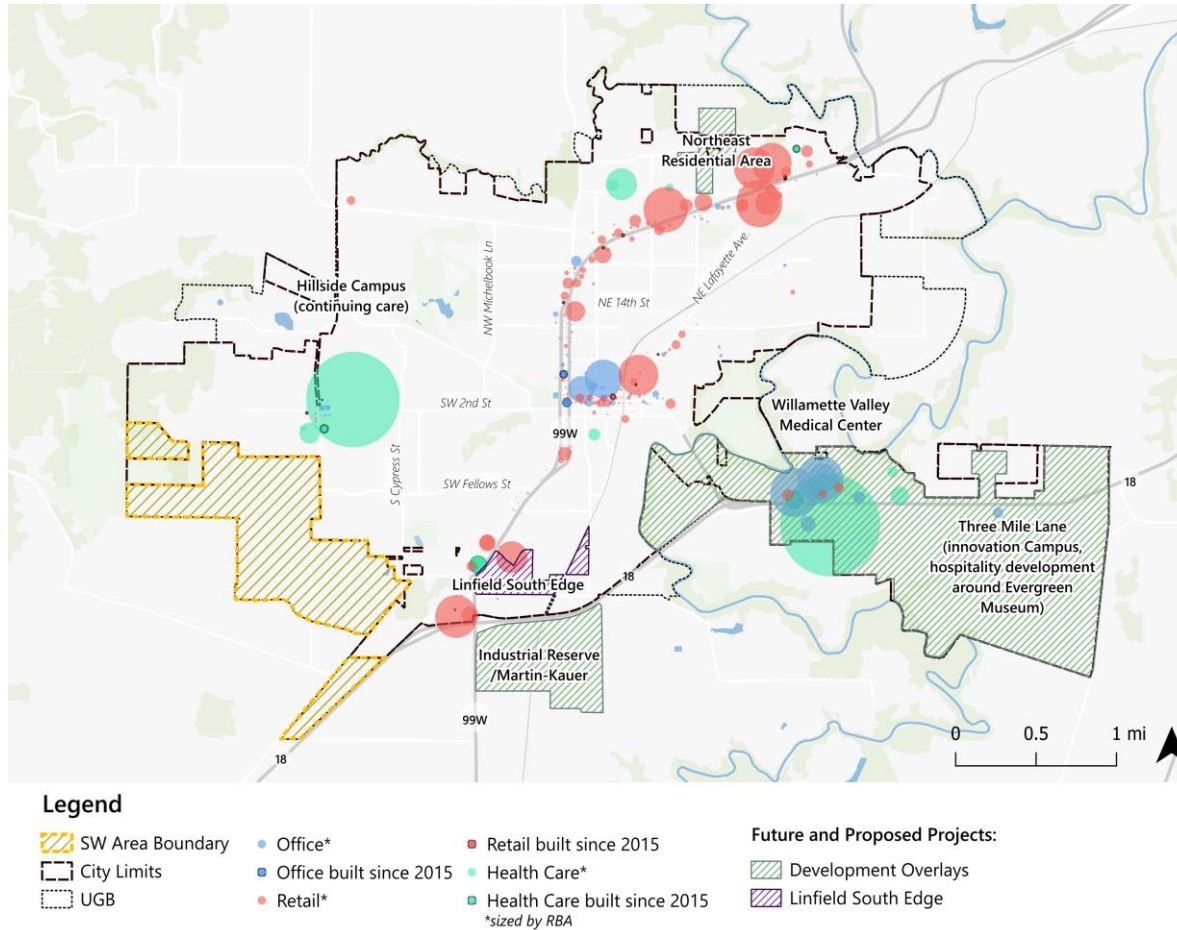 Northeast
Residential Area
NW Michelbook Ln
NE Lafayette Ave.
Hillside Campus
(continuing care)
NE 14th St
SW 2nd St
Willamette Valley
Medical Center
99W
S Cypress St
SW Fellows St
18
Three Mile Lane
(innovation Campus,
hospitality development
around Evergreen
Museum)
18
Linfield South Edge
Industrial Reserve
/Martin-Kauer
99W
18
0 0.5 1 mi
Legend
SW Area Boundary
City Limits
UGB
Office*
Office built since 2015
Retail*
Retail built since 2015
Health Care*
Health Care built since 2015
*sized by RBA
Future and Proposed Projects:
Development Overlays
Linfield South Edge